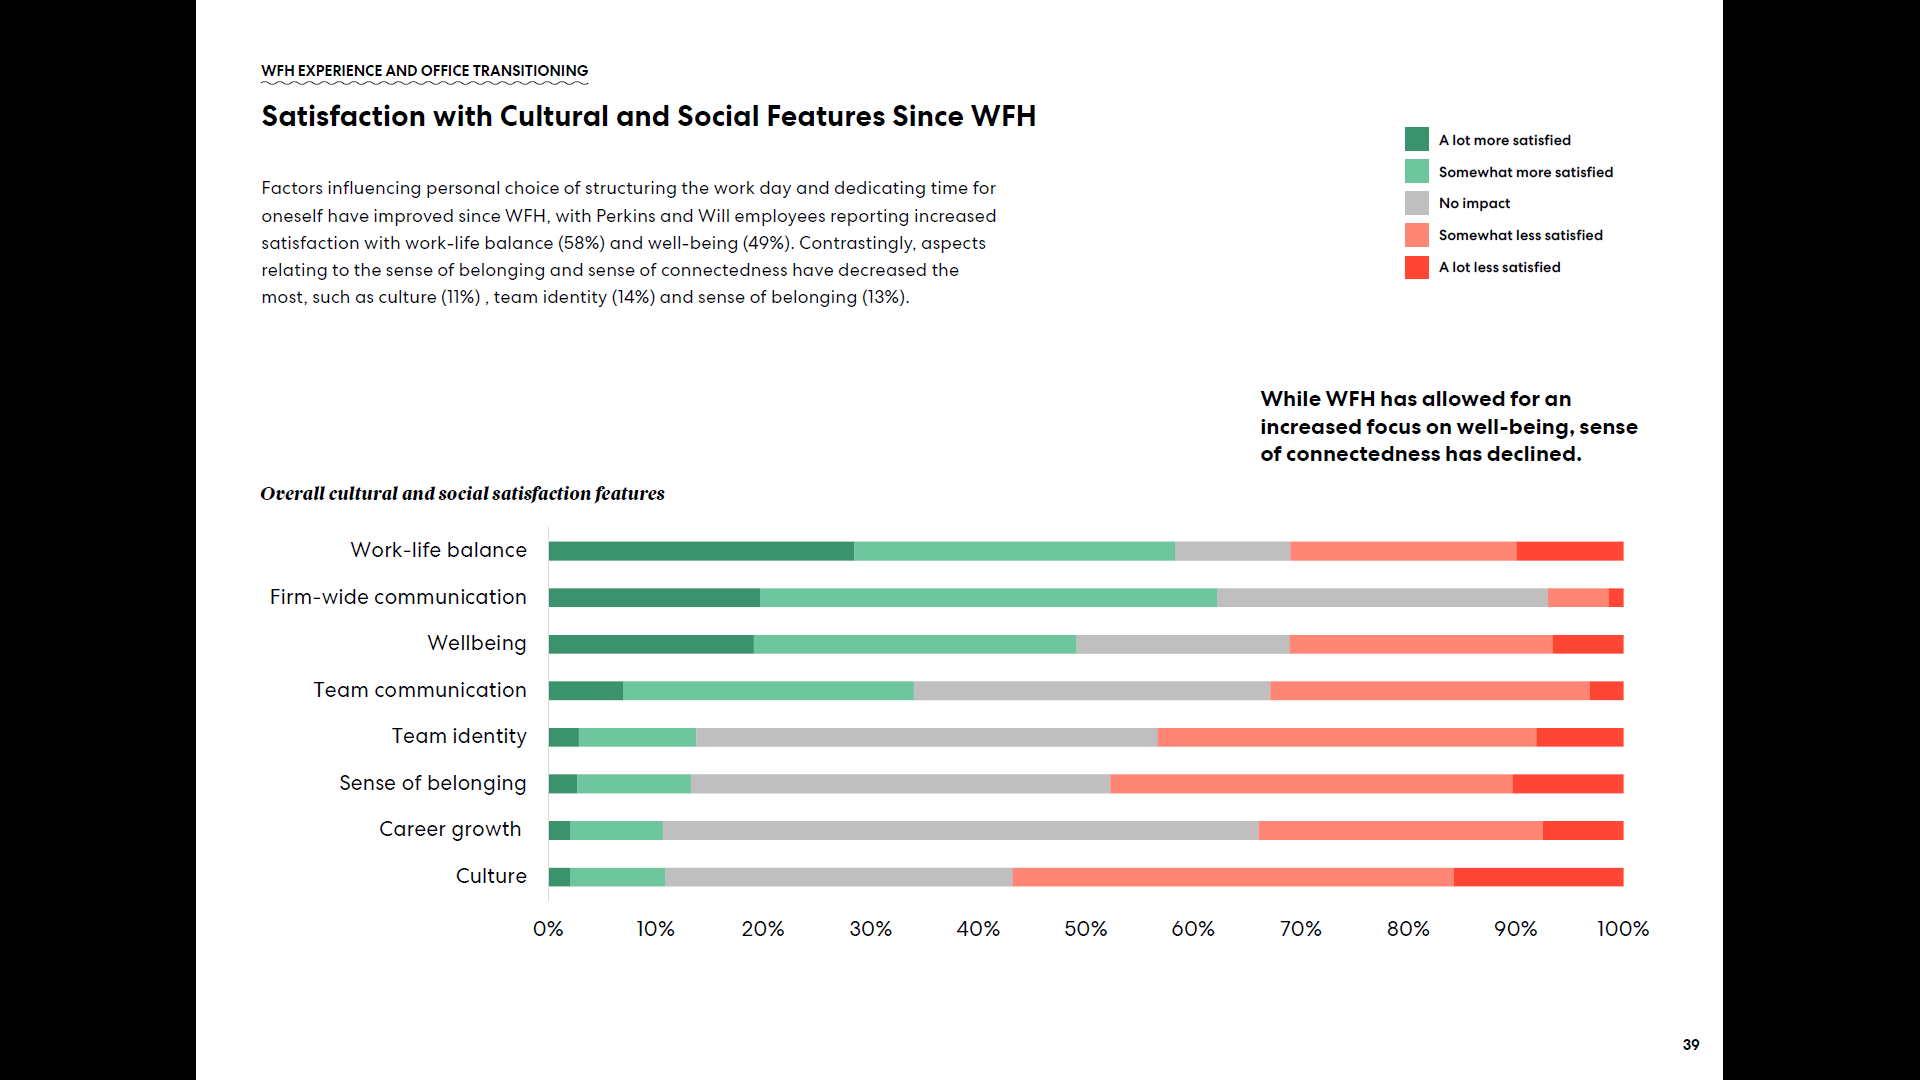 WFH EXPERIENCE AND OFFICE TRANSITIONING
Satisfaction with Cultural and Social Features Since WFH
Factors influencing personal choice of structuring the work day and dedicating time for
oneself have improved since WFH, with Perkins and Will employees reporting increased
satisfaction with work-life balance (58%) and well-being (49%). Contrastingly, aspects
relating to the sense of belonging and sense of connectedness have decreased the
most, such as culture (11%) , team identity (14%) and sense of belonging (13%).
A lot more satisfied
Somewhat more satisfied
No impact
Somewhat less satisfied
A lot less satisfied
While WFH has allowed for an
increased focus on well-being, sense
of connectedness has declined.
Overall cultural and social satisfaction features
Work-life balance
Firm-wide communication
Wellbeing
Team communication
Team identity
Sense of belonging
Career growth
Culture
0% 10% 20% 30% 40% 50% 60% 70% 80% 90% 100%
39